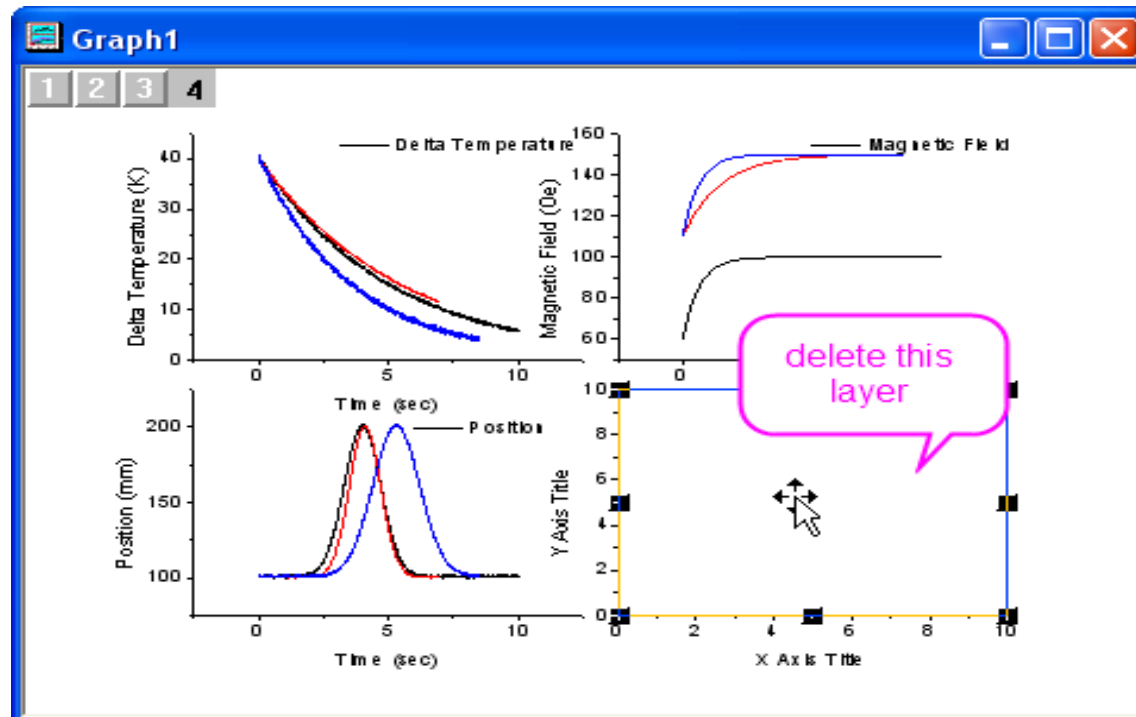 Graph1
1 2 3 4
Delta Temperature
Delta Temperature (K)
40
30
20
10
0
0 5 10
Time (sec)
Magnetic Field
Magnetic Field (Oe)
160
140
120
100
80
60
0
delete this
layer
Position
Position (mm)
200
150
100
0 5 10
Time (sec)
Y Axis Title
10
8
6
4
2
0
0 2 4 6 8 10
X Axis Title